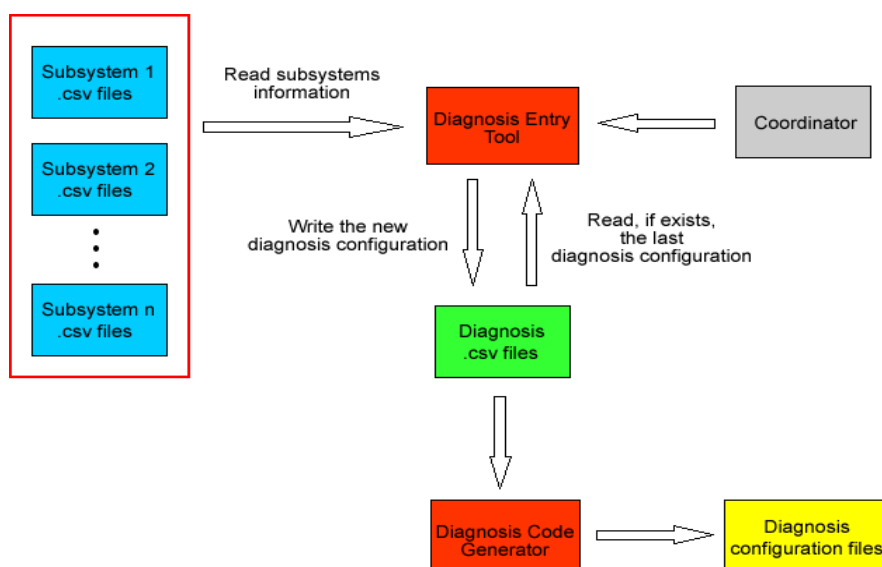 Subsystem 1
.csv files
Subsystem 2
.csv files
Subsystem n
.csv files
Read subsystems
information
Diagnosis Entry
Tool
Coordinator
Write the new
diagnosis configuration
Read, if exists,
the last
diagnosis configuration
Diagnosis
.csv files
Diagnosis Code
Generator
Diagnosis
configuration files